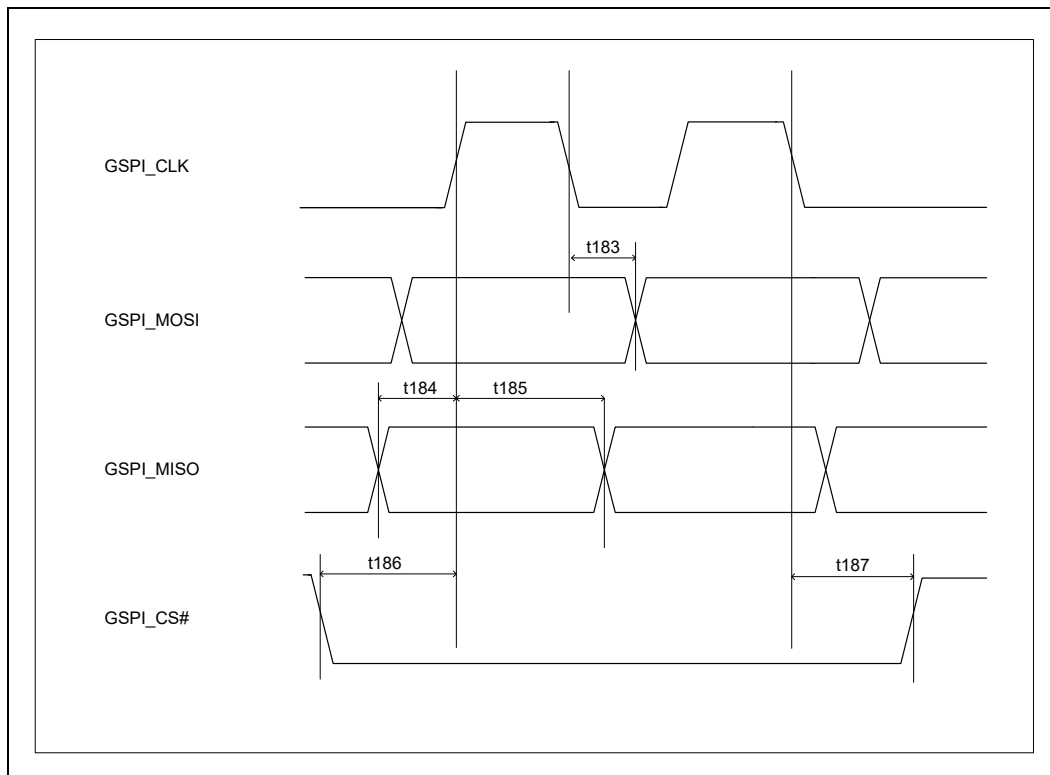 GSPI_CLK
t183
GSPI_MOSI
t184
t185
GSPI_MISO
t186
t187
GSPI_CS#